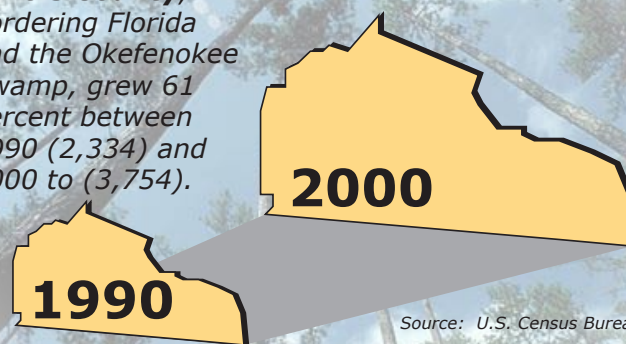 ordering Florida
nd the Okefenokee
wamp, grew 61
ercent between
990 (2,334) and
000 to (3,754).
2000
1990
Source: U.S. Census Burea